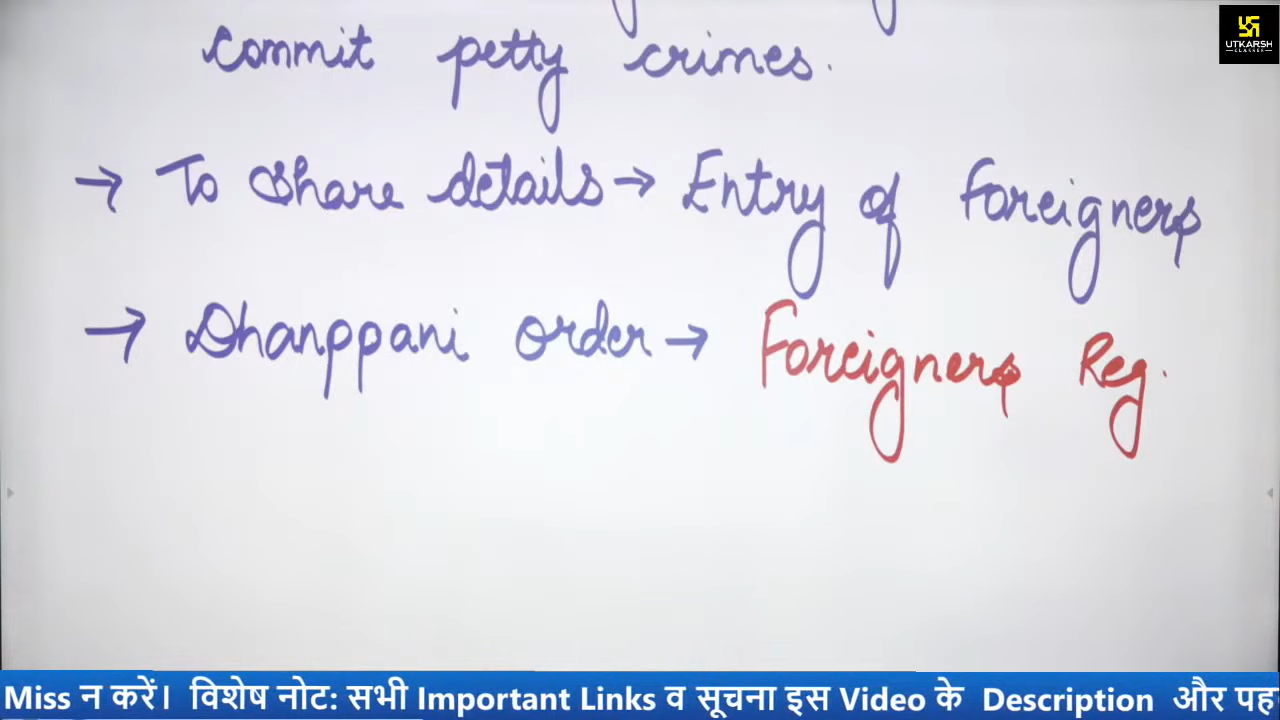 UTKARSH
CLASSES
commit petty crimes.
→ To share details → Entry of Foreigners
→ Dhanppani order → Foreigners Reg.
Miss न करें। विशेष नोट: सभी Important Links व सूचना इस Video के Description और पह